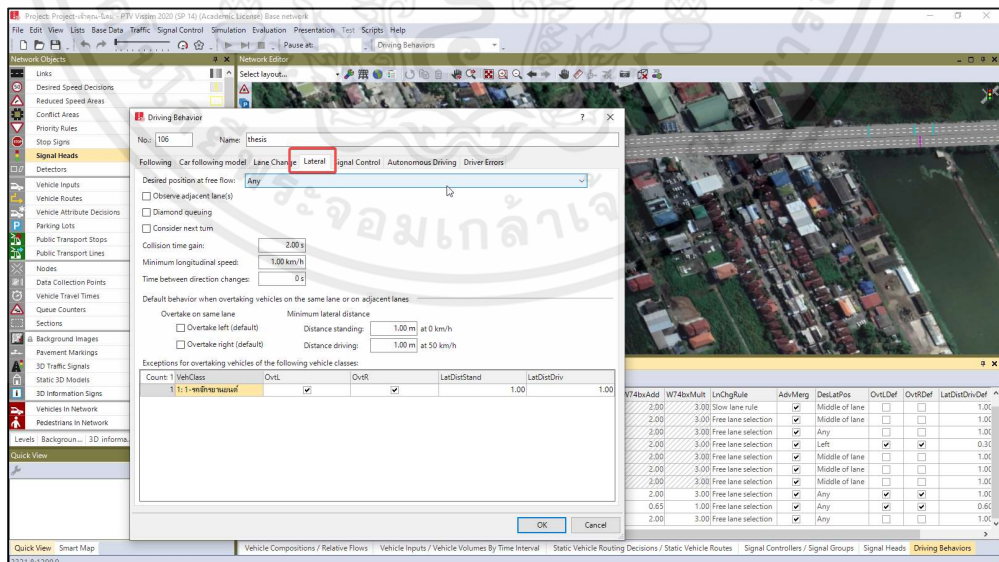 Project: Project-เจ้าคุณ-นิสะ - PTV Vissim 2020 (SP 14) (Academic License) Base network
File Edit View Lists Base Data Traffic Signal Control Simulation Evaluation Presentation Test Scripts Help
Pause at: Driving Behaviors
Network Objects
Network Editor
Select layout...
Links
Desired Speed Decisions
Reduced Speed Areas
Conflict Areas
Priority Rules
Stop Signs
Signal Heads
Detectors
Vehicle Inputs
Vehicle Routes
Vehicle Attribute Decisions
Parking Lots
Public Transport Stops
Public Transport Lines
Nodes
Data Collection Points
Vehicle Travel Times
Queue Counters
Sections
Background Images
Pavement Markings
3D Traffic Signals
Static 3D Models
3D Information Signs
Vehicles In Network
Pedestrians In Network
Levels Backgroun... 3D informa...
Quick View
Quick View Smart Map
Driving Behavior ? ×
No.: 106 Name: thesis
Following Car following model Lane Change Lateral Signal Control Autonomous Driving Driver Errors
Desired position at free flow: Any
Observe adjacent lane(s)
Diamond queuing
Consider next turn
Collision time gain: 2.00 s
Minimum longitudinal speed: 1.00 km/h
Time between direction changes: 0 s
Default behavior when overtaking vehicles on the same lane or on adjacent lanes
Overtake on same lane Minimum lateral distance
Overtake left (default) Distance standing: 1.00 m at 0 km/h
Overtake right (default) Distance driving: 1.00 m at 50 km/h
Exceptions for overtaking vehicles of the following vehicle classes:
Count: 1 VehClass OvtL OvtR LatDistStand LatDistDriv
1 1: 1-รถจักรยานยนต์ 1.00 1.00
OK Cancel
W74bxAdd W74bxMult LnChgRule AdvMerg DesLatPos OvtLDef OvtRDef LatDistDrivDef
2.00 3.00 Slow lane rule Middle of lane 1.00
2.00 3.00 Free lane selection Middle of lane 1.00
2.00 3.00 Free lane selection Any 1.00
2.00 3.00 Free lane selection Left 0.30
2.00 3.00 Free lane selection Middle of lane 1.00
2.00 3.00 Free lane selection Middle of lane 1.00
2.00 3.00 Free lane selection Middle of lane 1.00
2.00 3.00 Free lane selection Any 1.00
0.65 1.00 Free lane selection Any 0.60
2.00 3.00 Free lane selection Any 1.00
Vehicle Compositions / Relative Flows Vehicle Inputs / Vehicle Volumes By Time Interval Static Vehicle Routing Decisions / Static Vehicle Routes Signal Controllers / Signal Groups Signal Heads Driving Behaviors